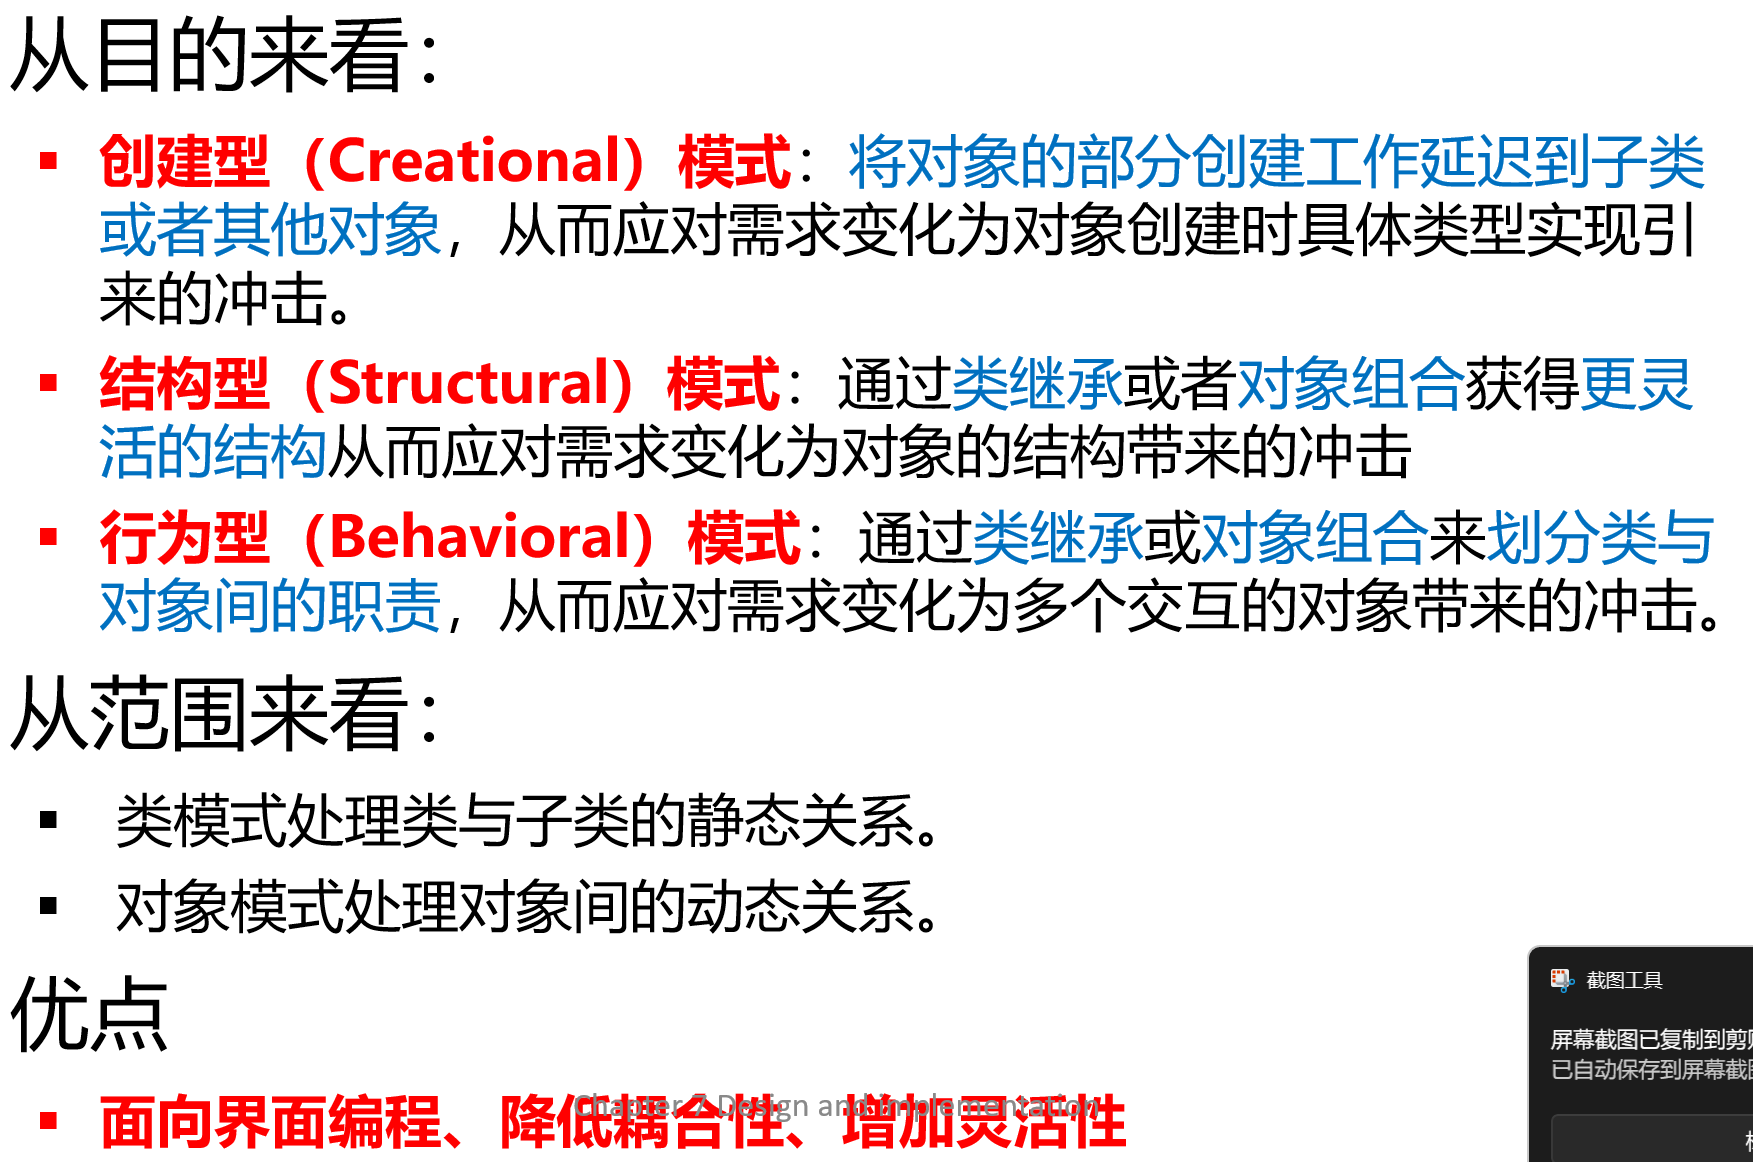 从目的来看：
▪ 创建型（Creational）模式：将对象的部分创建工作延迟到子类
或者其他对象，从而应对需求变化为对象创建时具体类型实现引
来的冲击。
▪ 结构型（Structural）模式：通过类继承或者对象组合获得更灵
活的结构从而应对需求变化为对象的结构带来的冲击
▪ 行为型（Behavioral）模式：通过类继承或对象组合来划分类与
对象间的职责，从而应对需求变化为多个交互的对象带来的冲击。
从范围来看：
▪ 类模式处理类与子类的静态关系。
▪ 对象模式处理对象间的动态关系。
优点
▪ 面向界面编程、降低耦合性、增加灵活性
Chapter 7 Design and implementation
截图工具
屏幕截图已复制到剪
已自动保存到屏幕截